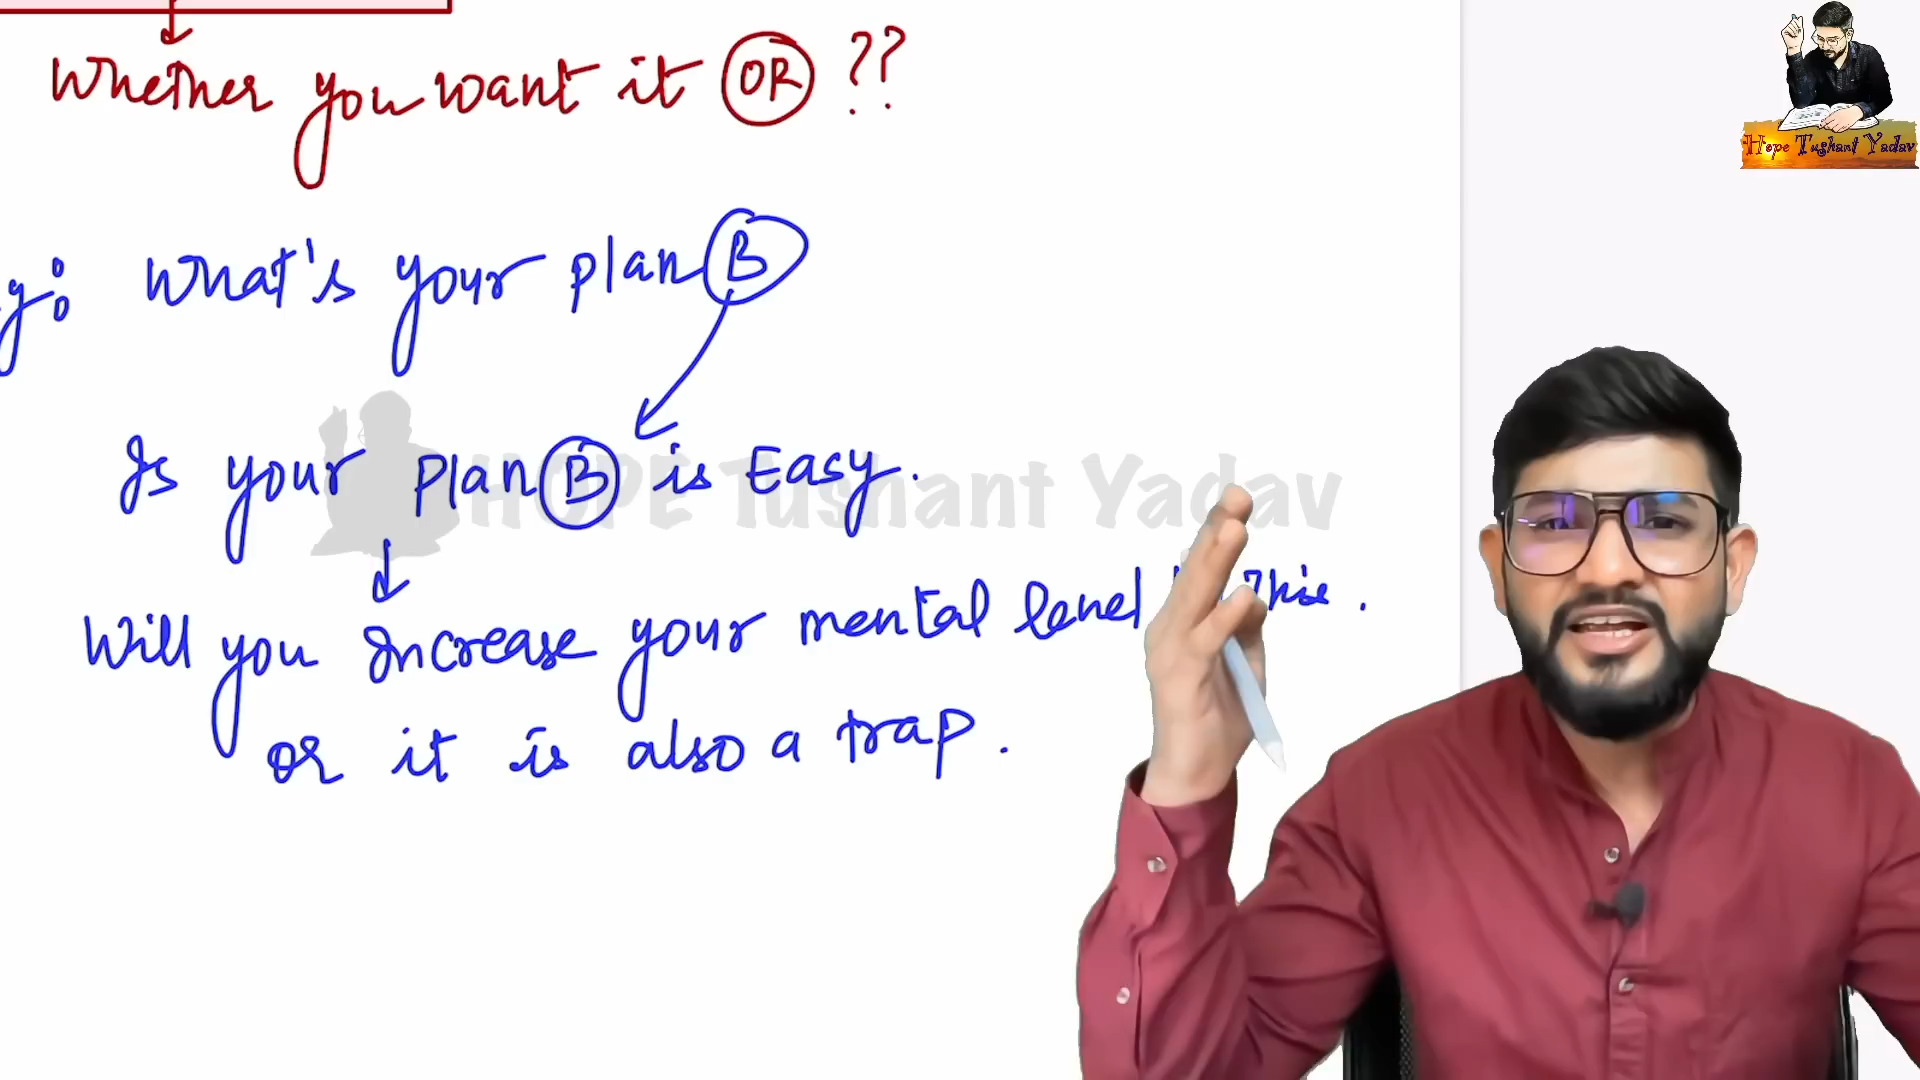 Whether you want it OR ??
Hope Tushant Yadav
y: What's your plan B
Is your plan B is Easy.
HOPE Tushant Yadav
Will you Increase your mental level this.
or it is also a trap.